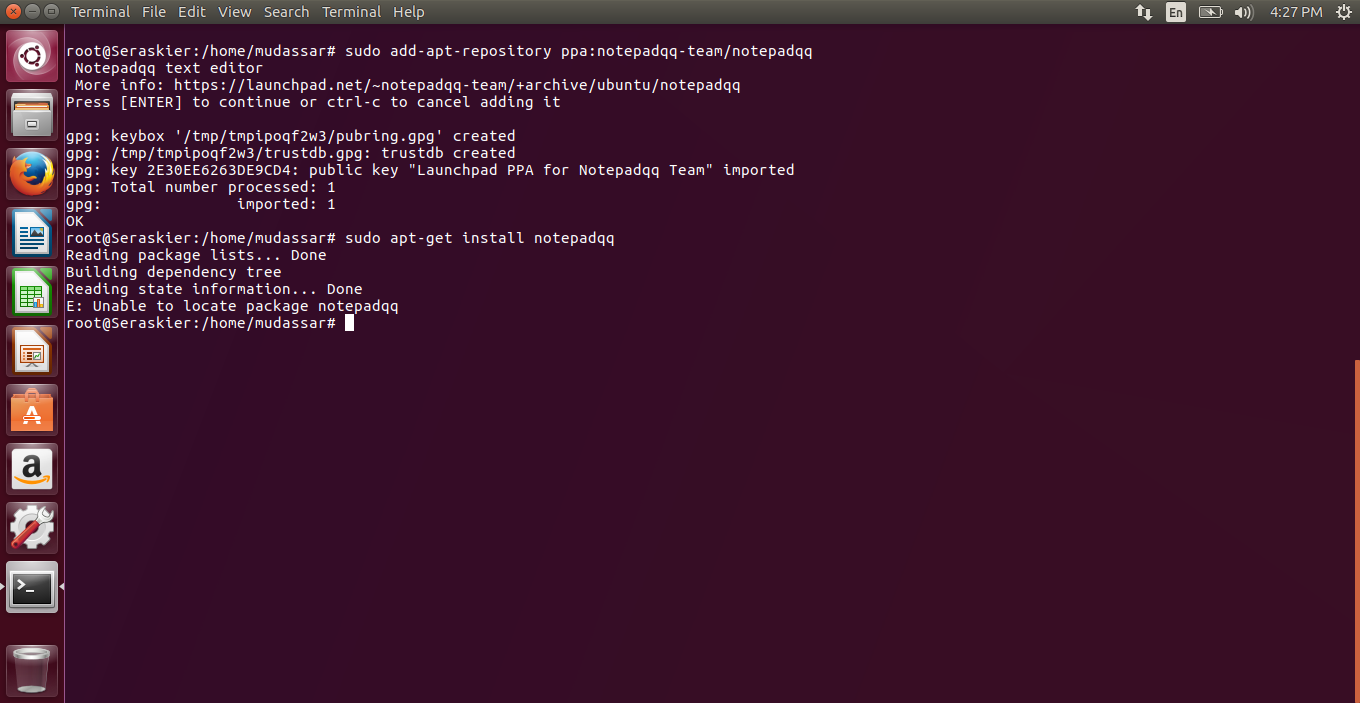 Terminal File Edit View Search Terminal Help En 4:27 PM
root@Seraskier:/home/mudassar# sudo add-apt-repository ppa:notepadqq-team/notepadqq
 Notepadqq text editor
 More info: https://launchpad.net/~notepadqq-team/+archive/ubuntu/notepadqq
Press [ENTER] to continue or ctrl-c to cancel adding it
gpg: keybox '/tmp/tmpipoqf2w3/pubring.gpg' created
gpg: /tmp/tmpipoqf2w3/trustdb.gpg: trustdb created
gpg: key 2E30EE6263DE9CD4: public key "Launchpad PPA for Notepadqq Team" imported
gpg: Total number processed: 1
gpg:               imported: 1
OK
root@Seraskier:/home/mudassar# sudo apt-get install notepadqq
Reading package lists... Done
Building dependency tree
Reading state information... Done
E: Unable to locate package notepadqq
root@Seraskier:/home/mudassar#